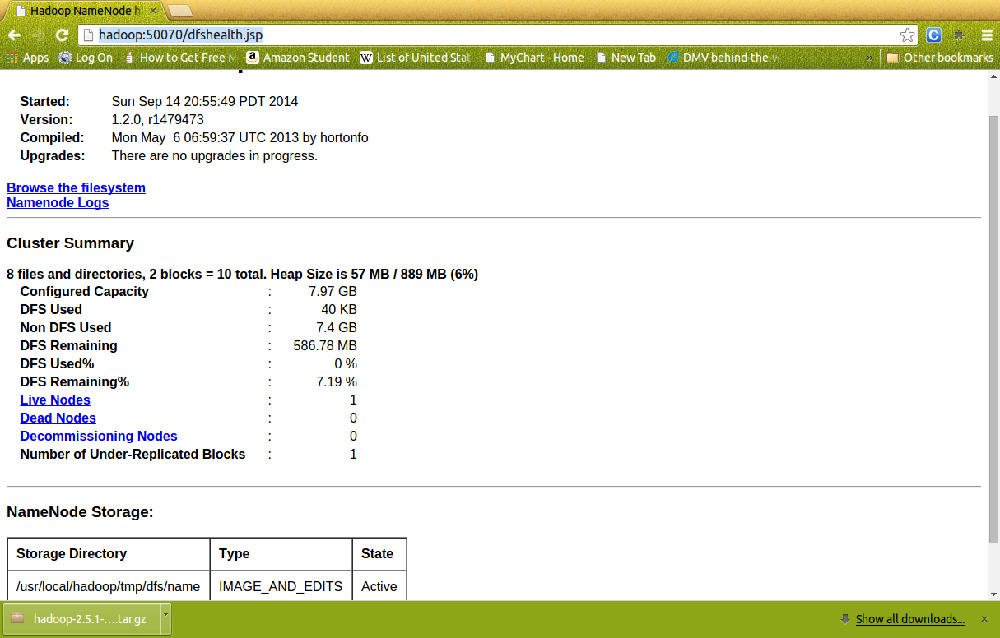 Hadoop NameNode h
hadoop:50070/dfshealth.jsp
Apps Log On How to Get Free Amazon Student List of United Stat MyChart - Home New Tab DMV behind-the-w » Other bookmarks
Started: Sun Sep 14 20:55:49 PDT 2014
Version: 1.2.0, r1479473
Compiled: Mon May 6 06:59:37 UTC 2013 by hortonfo
Upgrades: There are no upgrades in progress.
Browse the filesystem
Namenode Logs
Cluster Summary
8 files and directories, 2 blocks = 10 total. Heap Size is 57 MB / 889 MB (6%)
Configured Capacity : 7.97 GB
DFS Used : 40 KB
Non DFS Used : 7.4 GB
DFS Remaining : 586.78 MB
DFS Used% : 0 %
DFS Remaining% : 7.19 %
Live Nodes : 1
Dead Nodes : 0
Decommissioning Nodes : 0
Number of Under-Replicated Blocks : 1
NameNode Storage:
Storage Directory Type State
/usr/local/hadoop/tmp/dfs/name IMAGE_AND_EDITS Active
hadoop-2.5.1-....tar.gz Show all downloads...